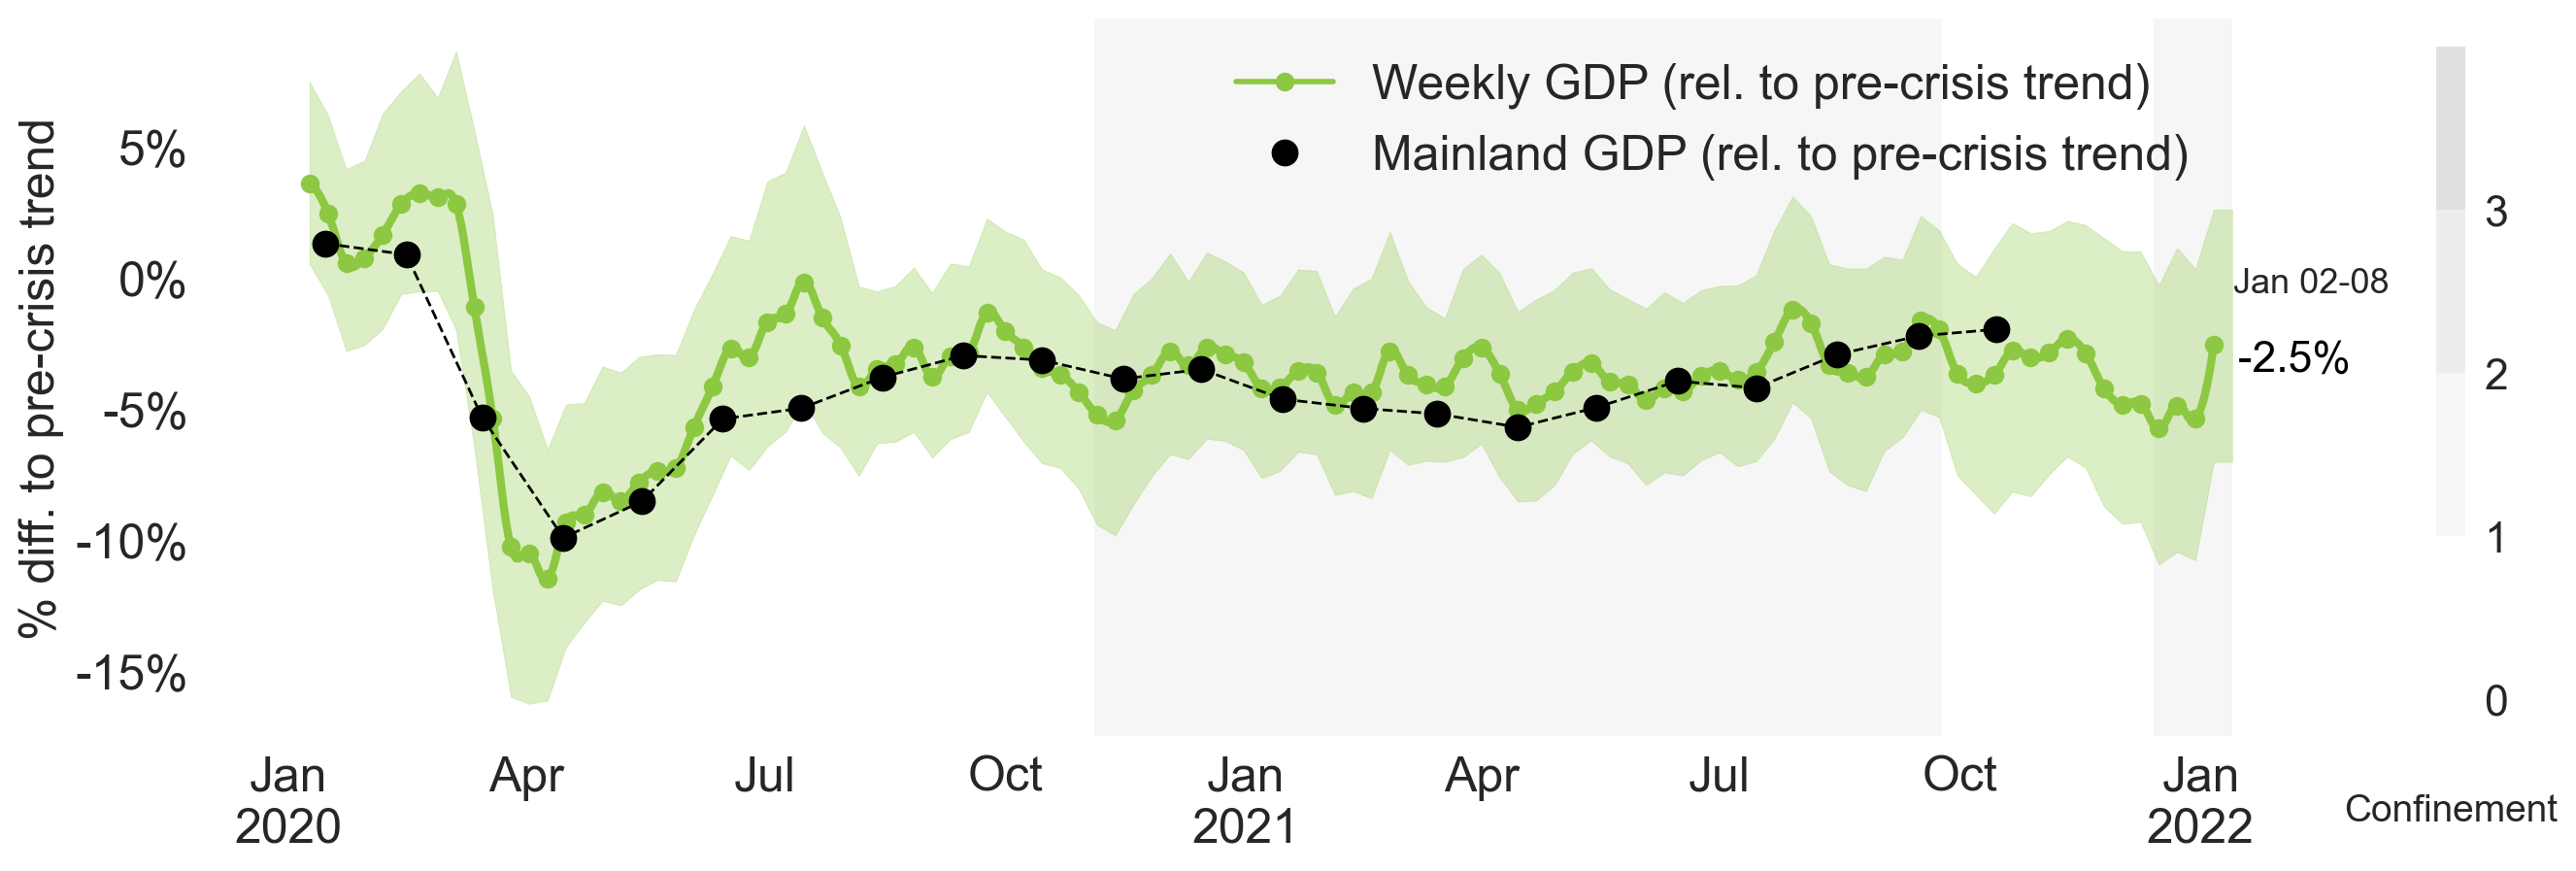 % diff. to pre-crisis trend
5%
0%
-5%
-10%
-15%
Weekly GDP (rel. to pre-crisis trend)
Mainland GDP (rel. to pre-crisis trend)
Jan 02-08
-2.5%
3
2
1
0
Jan Apr Jul Oct Jan Apr Jul Oct Jan
2020 2021 2022
Confinement